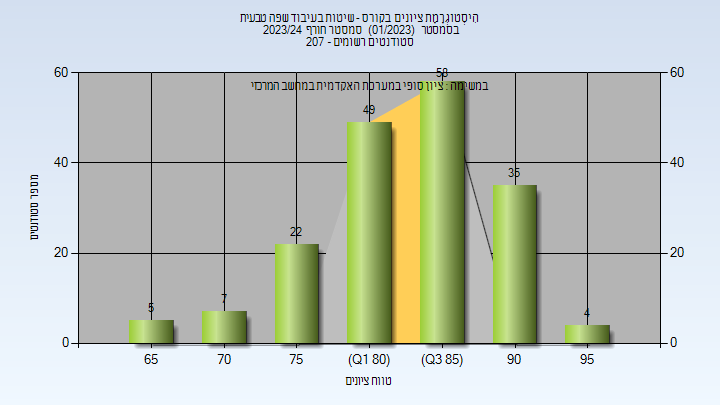 היסטוגרמת ציונים בקורס - שיטות בעיבוד שפה טבעית
בסמסטר (01/2023) סמסטר חורף 2023/24
סטודנטים רשומים - 207
במשימה : ציון סופי במערכת האקדמית במחשב המרכזי
60
40
20
0
60
40
20
0
מספר סטודנטים
5
7
22
49
58
35
4
65
70
75
(Q1 80)
(Q3 85)
90
95
טווח ציונים